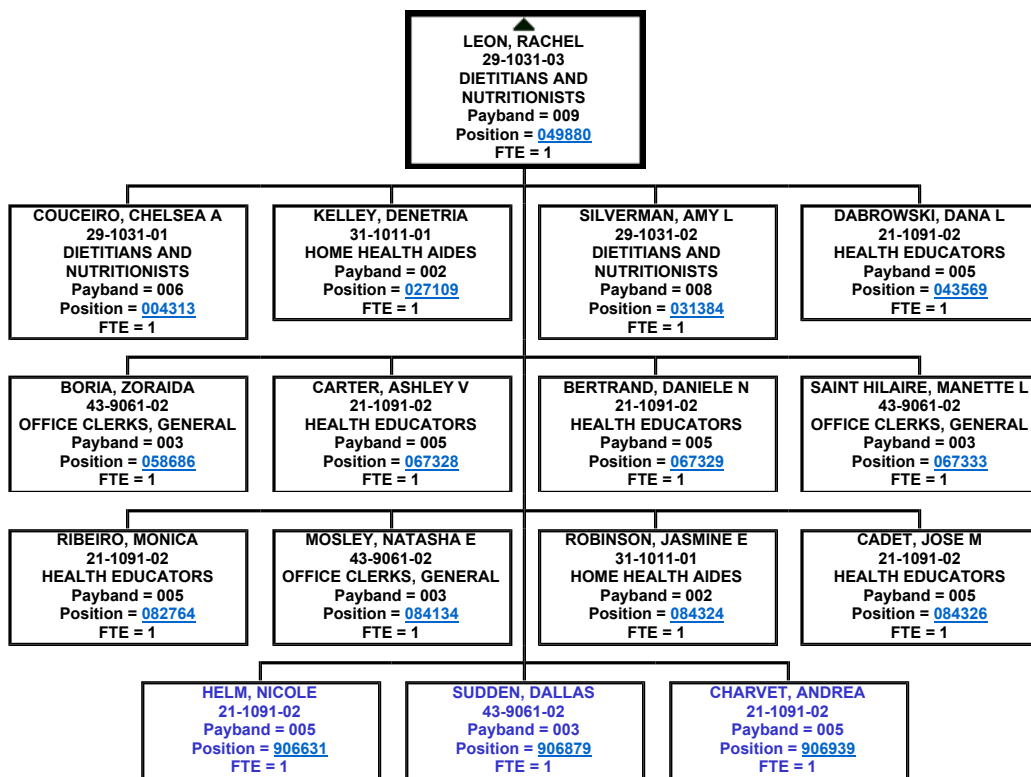 LEON, RACHEL
29-1031-03
DIETITIANS AND
NUTRITIONISTS
Payband = 009
Position = 049880
FTE = 1
COUCEIRO, CHELSEA A
29-1031-01
DIETITIANS AND
NUTRITIONISTS
Payband = 006
Position = 004313
FTE = 1
KELLEY, DENETRIA
31-1011-01
HOME HEALTH AIDES
Payband = 002
Position = 027109
FTE = 1
SILVERMAN, AMY L
29-1031-02
DIETITIANS AND
NUTRITIONISTS
Payband = 008
Position = 031384
FTE = 1
DABROWSKI, DANA L
21-1091-02
HEALTH EDUCATORS
Payband = 005
Position = 043569
FTE = 1
BORIA, ZORAIDA
43-9061-02
OFFICE CLERKS, GENERAL
Payband = 003
Position = 058686
FTE = 1
CARTER, ASHLEY V
21-1091-02
HEALTH EDUCATORS
Payband = 005
Position = 067328
FTE = 1
BERTRAND, DANIELE N
21-1091-02
HEALTH EDUCATORS
Payband = 005
Position = 067329
FTE = 1
SAINT HILAIRE, MANETTE L
43-9061-02
OFFICE CLERKS, GENERAL
Payband = 003
Position = 067333
FTE = 1
RIBEIRO, MONICA
21-1091-02
HEALTH EDUCATORS
Payband = 005
Position = 082764
FTE = 1
MOSLEY, NATASHA E
43-9061-02
OFFICE CLERKS, GENERAL
Payband = 003
Position = 084134
FTE = 1
ROBINSON, JASMINE E
31-1011-01
HOME HEALTH AIDES
Payband = 002
Position = 084324
FTE = 1
CADET, JOSE M
21-1091-02
HEALTH EDUCATORS
Payband = 005
Position = 084326
FTE = 1
HELM, NICOLE
21-1091-02
Payband = 005
Position = 906631
FTE = 1
SUDDEN, DALLAS
43-9061-02
Payband = 003
Position = 906879
FTE = 1
CHARVET, ANDREA
21-1091-02
Payband = 005
Position = 906939
FTE = 1